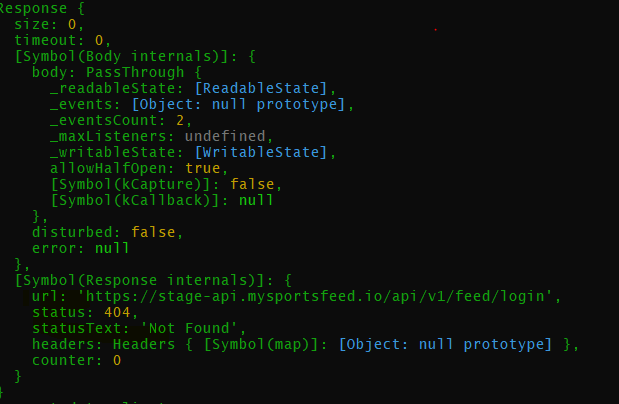 Response {
  size: 0,
  timeout: 0,
  [Symbol(Body internals)]: {
    body: PassThrough {
      _readableState: [ReadableState],
      _events: [Object: null prototype],
      _eventsCount: 2,
      _maxListeners: undefined,
      _writableState: [WritableState],
      allowHalfOpen: true,
      [Symbol(kCapture)]: false,
      [Symbol(kCallback)]: null
    },
    disturbed: false,
    error: null
  },
  [Symbol(Response internals)]: {
    url: 'https://stage-api.mysportsfeed.io/api/v1/feed/login',
    status: 404,
    statusText: 'Not Found',
    headers: Headers { [Symbol(map)]: [Object: null prototype] },
    counter: 0
  }
}